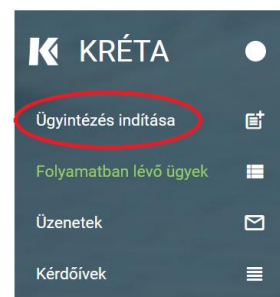 KRÉTA
Ügyintézés indítása
Folyamatban lévő ügyek
Üzenetek
Kérdőívek